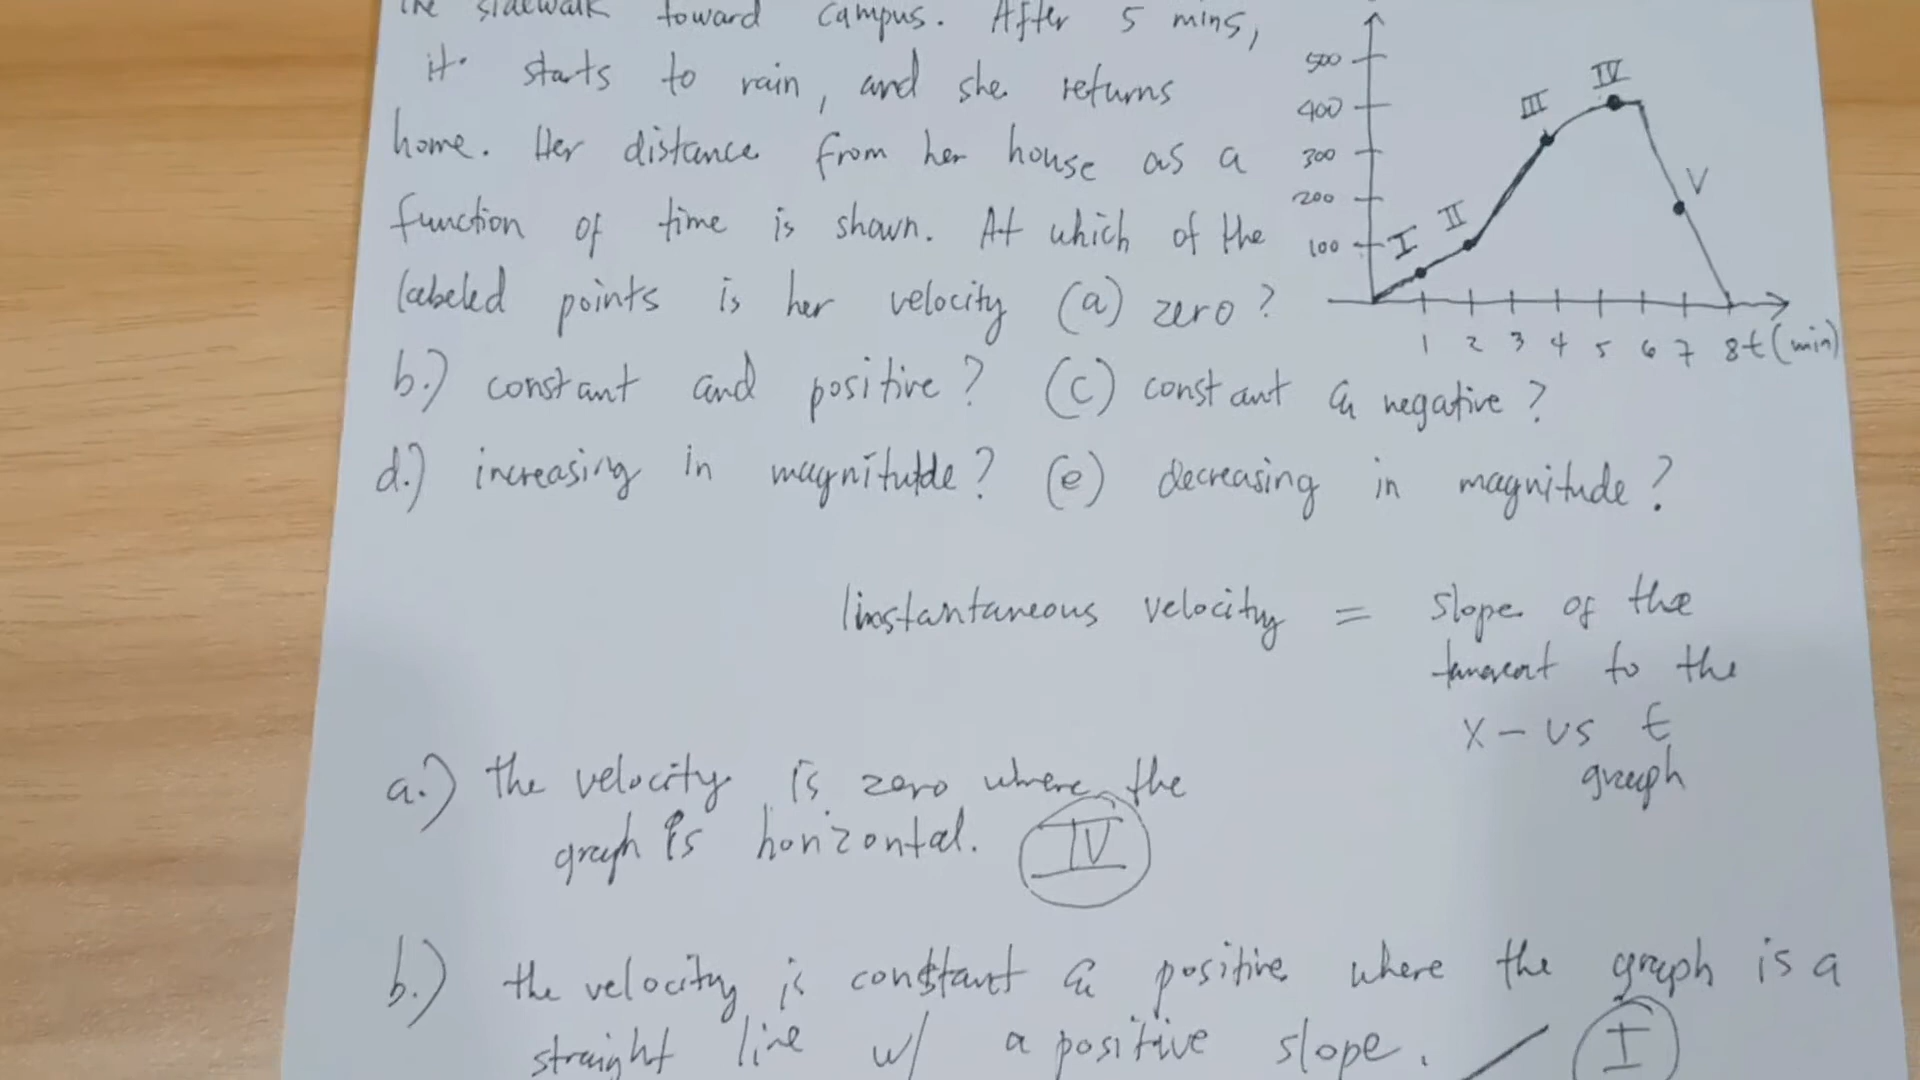 the sidewalk toward campus. After 5 mins,
it starts to rain, and she returns
home. Her distance from her house as a
function of time is shown. At which of the
labeled points is her velocity (a) zero?
b.) constant and positive? (c) constant & negative?
d.) increasing in magnitutde? (e) decreasing in magnitude?
500
400
300
200
100
I
II
III
IV
V
1 2 3 4 5 6 7 8 t(min)
instantaneous velocity = slope of the
tangent to the
x - vs t
graph
a.) the velocity is zero where the
graph is horizontal. IV
b.) the velocity is constant & positive where the graph is a
straight line w/ a positive slope. I